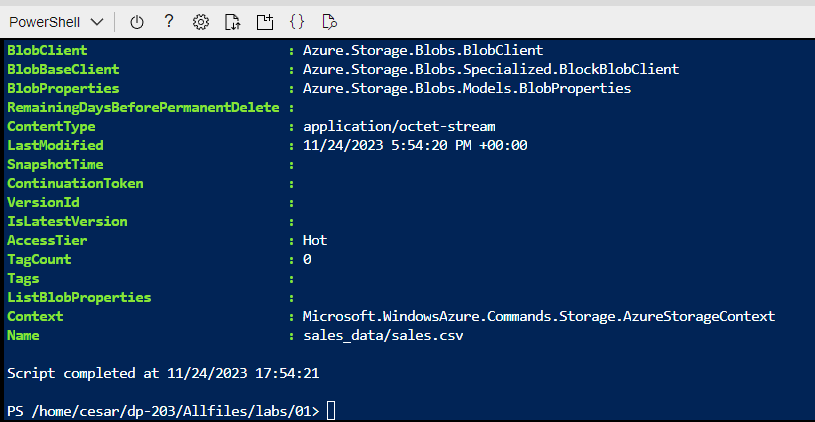 PowerShell ? {}
BlobClient : Azure.Storage.Blobs.BlobClient
BlobBaseClient : Azure.Storage.Blobs.Specialized.BlockBlobClient
BlobProperties : Azure.Storage.Blobs.Models.BlobProperties
RemainingDaysBeforePermanentDelete :
ContentType : application/octet-stream
LastModified : 11/24/2023 5:54:20 PM +00:00
SnapshotTime :
ContinuationToken :
VersionId :
IsLatestVersion :
AccessTier : Hot
TagCount : 0
Tags :
ListBlobProperties :
Context : Microsoft.WindowsAzure.Commands.Storage.AzureStorageContext
Name : sales_data/sales.csv
Script completed at 11/24/2023 17:54:21
PS /home/cesar/dp-203/Allfiles/labs/01>